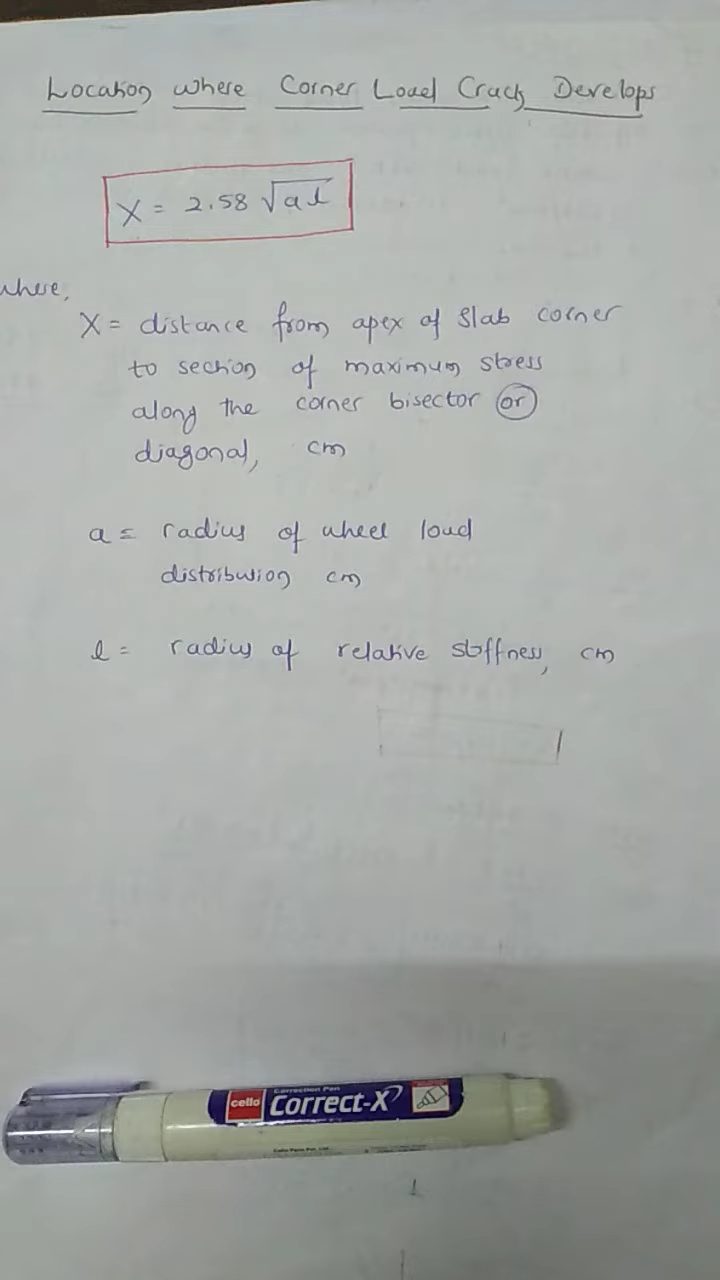 Location where Corner Load Crack Develops
X = 2.58 √al
where,
X = distance from apex of slab corner
to section of maximum stress
along the corner bisector or
diagonal, cm
a = radius of wheel load
distribution cm
l = radius of relative stiffness, cm
Correction Pen
cello Correct-X